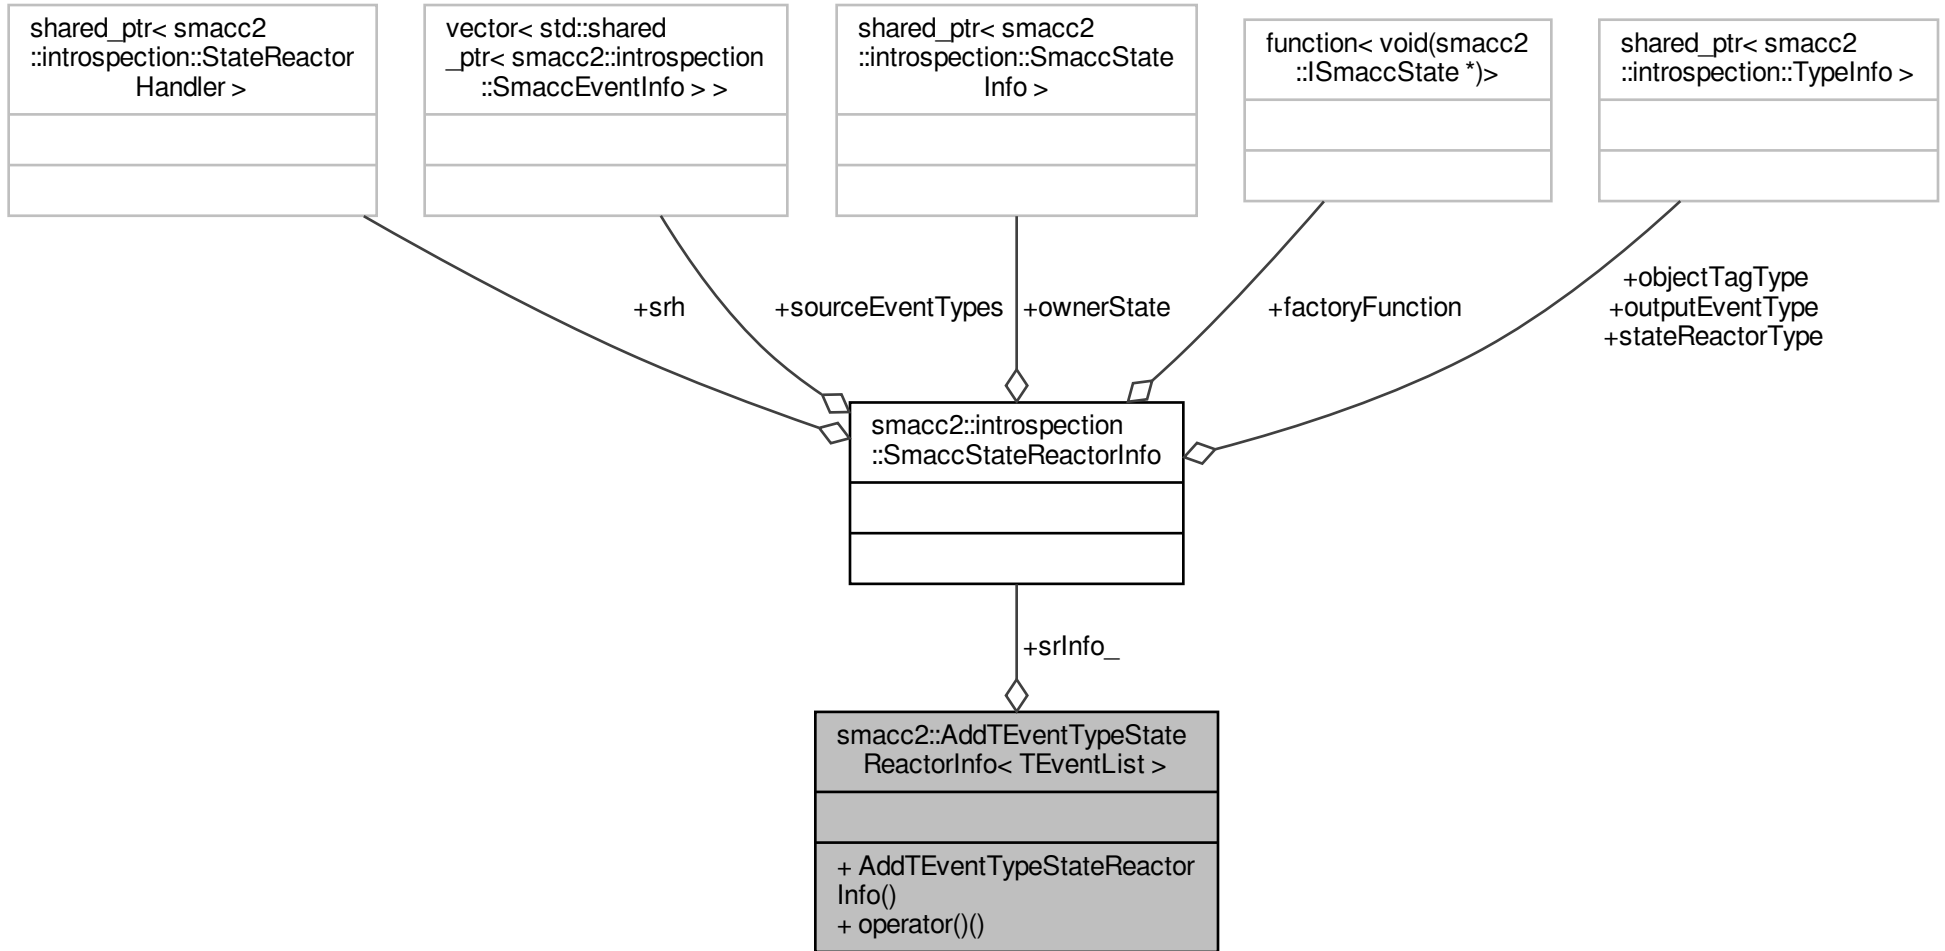 shared_ptr< smacc2
::introspection::StateReactor
Handler >
vector< std::shared
_ptr< smacc2::introspection
::SmaccEventInfo > >
shared_ptr< smacc2
::introspection::SmaccState
Info >
function< void(smacc2
::ISmaccState *)>
shared_ptr< smacc2
::introspection::TypeInfo >
+srh
+sourceEventTypes
+ownerState
+factoryFunction
+objectTagType
+outputEventType
+stateReactorType
smacc2::introspection
::SmaccStateReactorInfo
+srInfo_
smacc2::AddTEventTypeState
ReactorInfo< TEventList >
+ AddTEventTypeStateReactor
Info()
+ operator()()